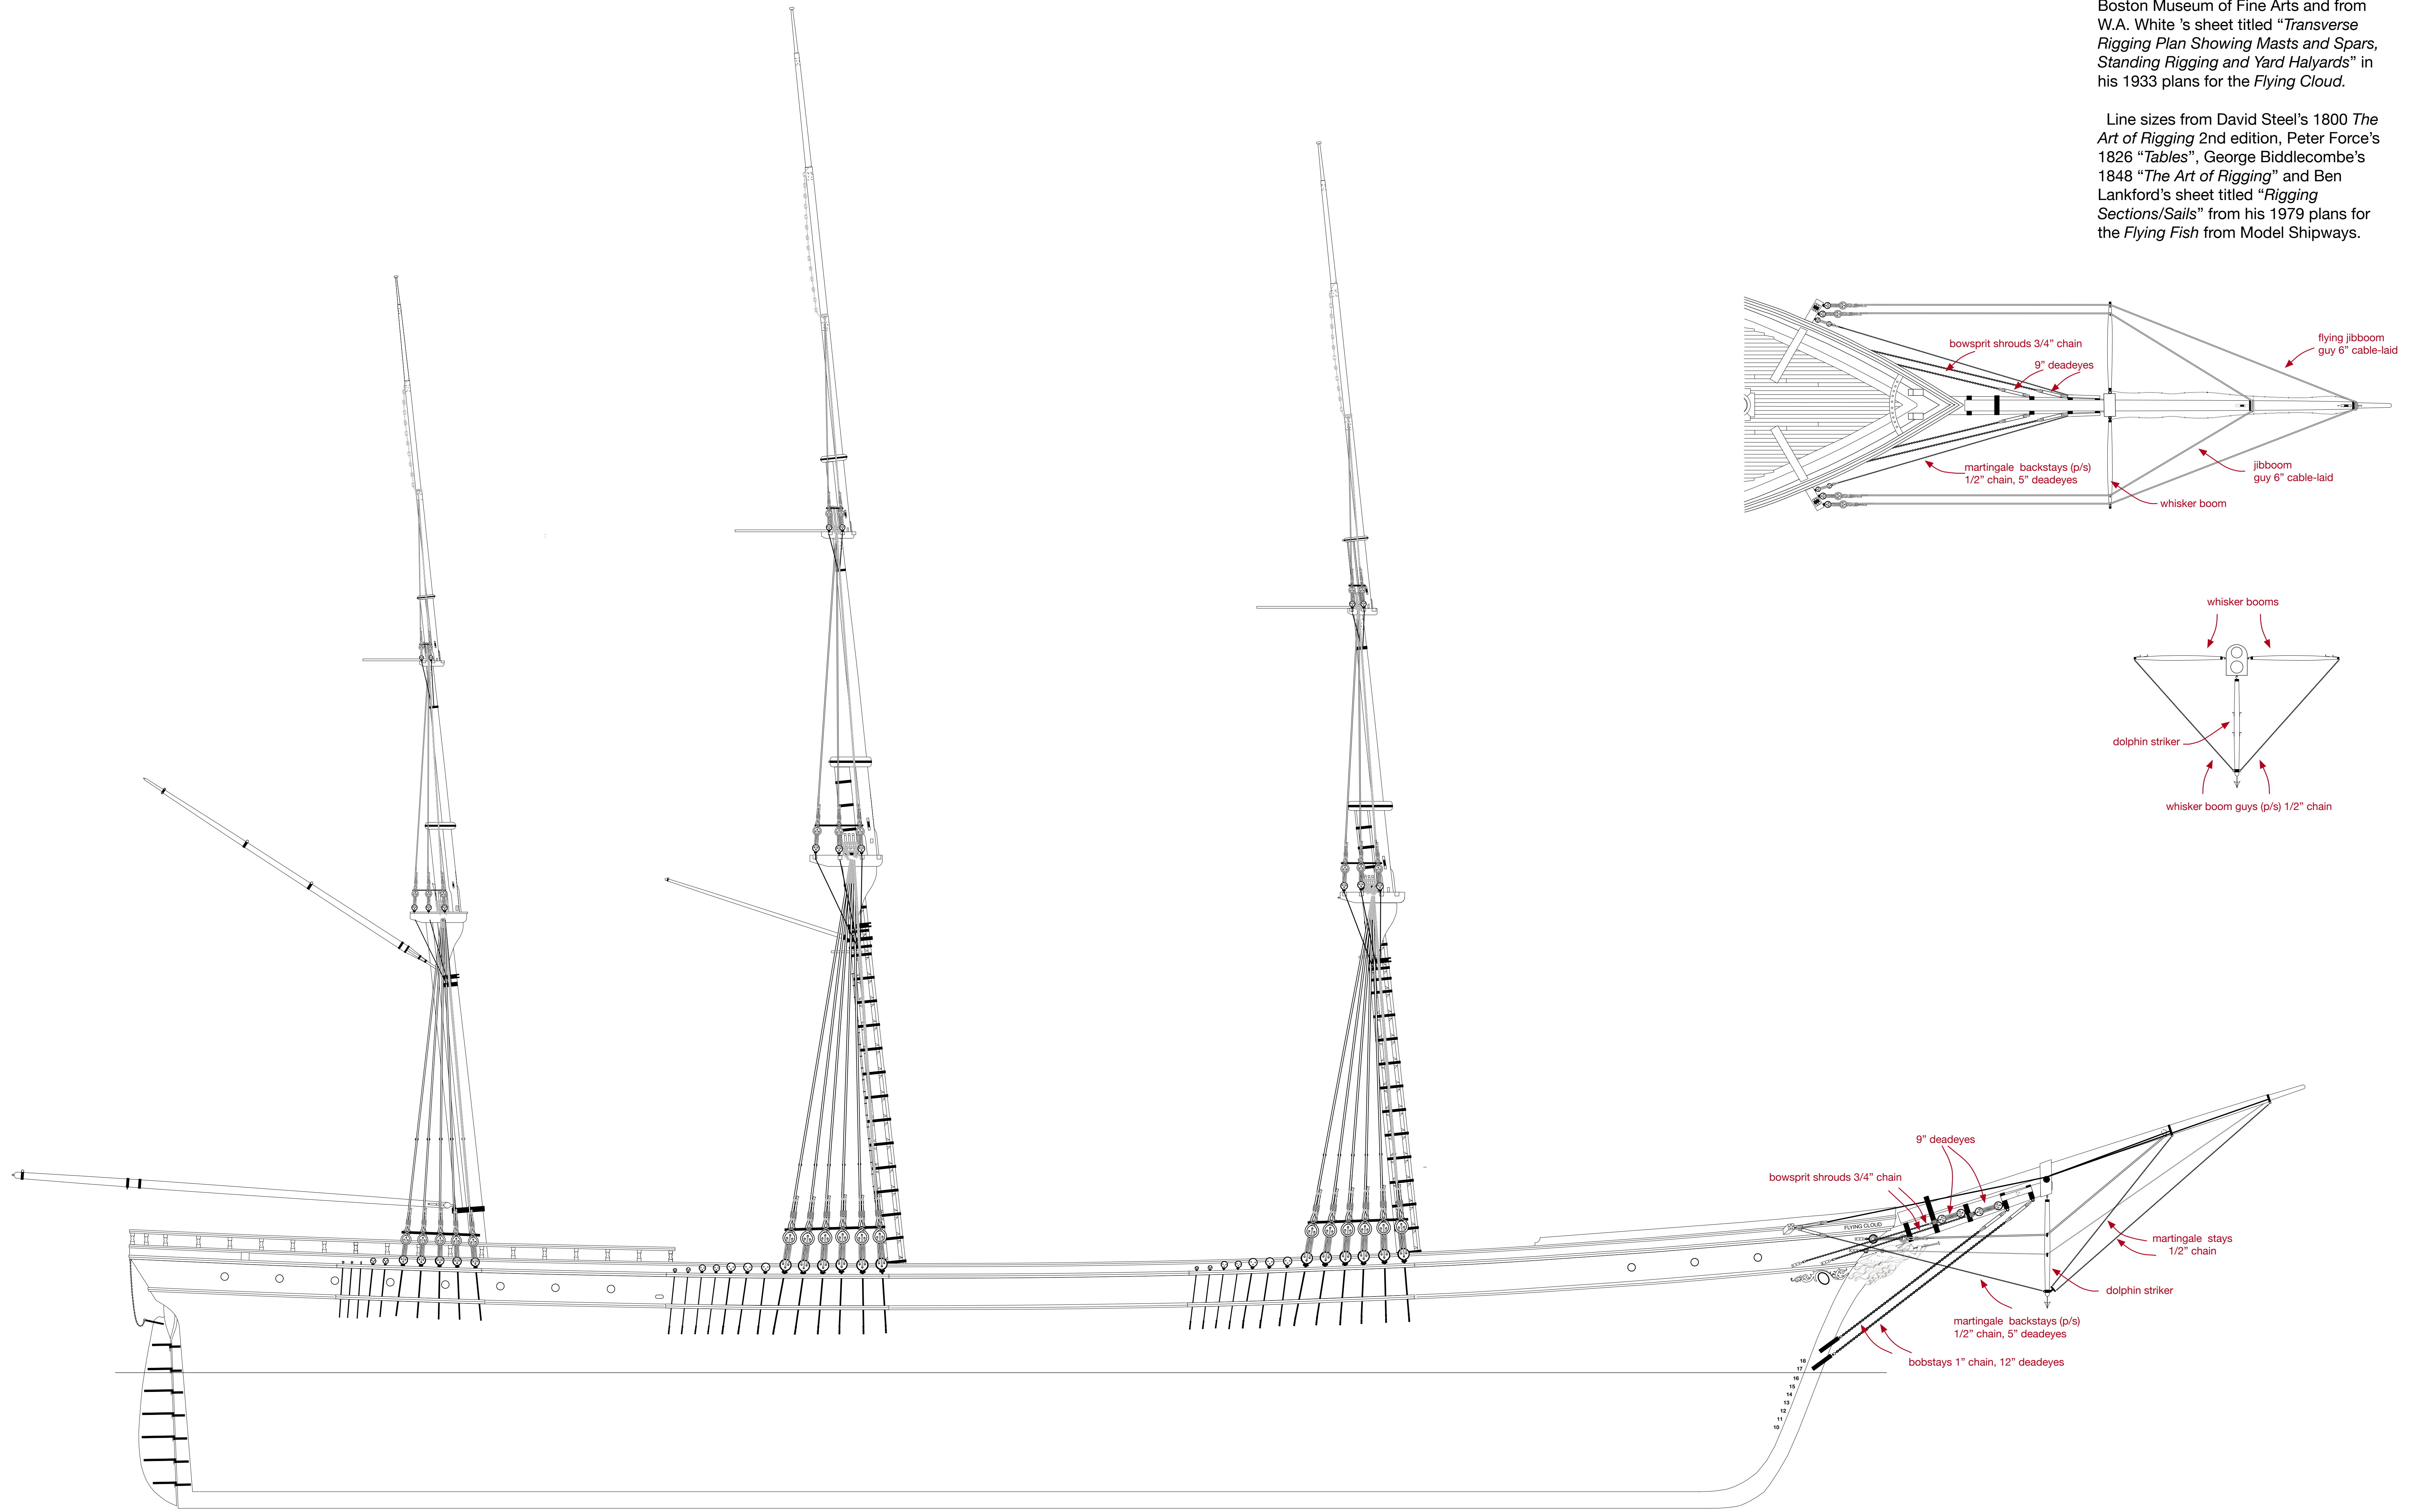 Boston Museum of Fine Arts and from
W.A. White ’s sheet titled “Transverse
Rigging Plan Showing Masts and Spars,
Standing Rigging and Yard Halyards” in
his 1933 plans for the Flying Cloud.
Line sizes from David Steel’s 1800 The
Art of Rigging 2nd edition, Peter Force’s
1826 “Tables”, George Biddlecombe’s
1848 “The Art of Rigging” and Ben
Lankford’s sheet titled “Rigging
Sections/Sails” from his 1979 plans for
the Flying Fish from Model Shipways.
flying jibboom
guy 6” cable-laid
bowsprit shrouds 3/4” chain
9” deadeyes
martingale backstays (p/s)
1/2” chain, 5” deadeyes
jibboom
guy 6” cable-laid
whisker boom
whisker booms
dolphin striker
whisker boom guys (p/s) 1/2” chain
9” deadeyes
bowsprit shrouds 3/4” chain
FLYING CLOUD
martingale stays
1/2” chain
dolphin striker
martingale backstays (p/s)
1/2” chain, 5” deadeyes
bobstays 1” chain, 12” deadeyes
18
17
16
15
14
13
12
11
10